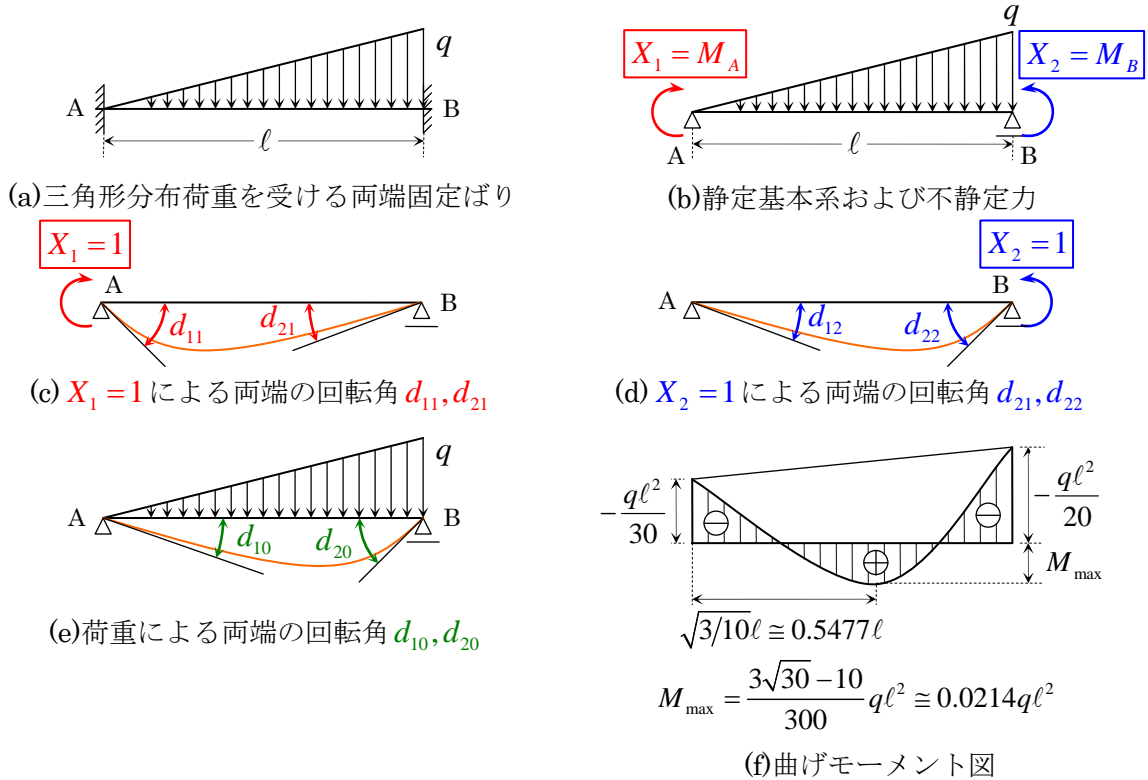 q
A
B
ℓ
(a)三角形分布荷重を受ける両端固定ばり
q
X₁ = M_A
X₂ = M_B
A
ℓ
B
(b)静定基本系および不静定力
X₁ = 1
A
B
d₁₁
d₂₁
(c) X₁ = 1 による両端の回転角 d₁₁, d₂₁
X₂ = 1
A
B
d₁₂
d₂₂
(d) X₂ = 1 による両端の回転角 d₂₁, d₂₂
q
A
B
d₁₀
d₂₀
(e)荷重による両端の回転角 d₁₀, d₂₀
−qℓ²/30
−qℓ²/20
M_max
√(3/10)ℓ ≅ 0.5477ℓ
M_max = (3√30 − 10)/300 qℓ² ≅ 0.0214qℓ²
(f)曲げモーメント図